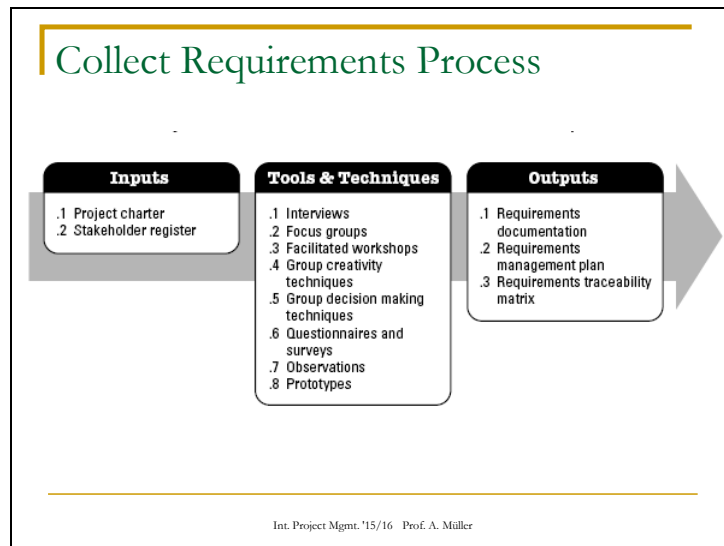 Collect Requirements Process
Inputs
.1 Project charter
.2 Stakeholder register
Tools & Techniques
.1 Interviews
.2 Focus groups
.3 Facilitated workshops
.4 Group creativity
techniques
.5 Group decision making
techniques
.6 Questionnaires and
surveys
.7 Observations
.8 Prototypes
Outputs
.1 Requirements
documentation
.2 Requirements
management plan
.3 Requirements traceability
matrix
Int. Project Mgmt. '15/16 Prof. A. Müller